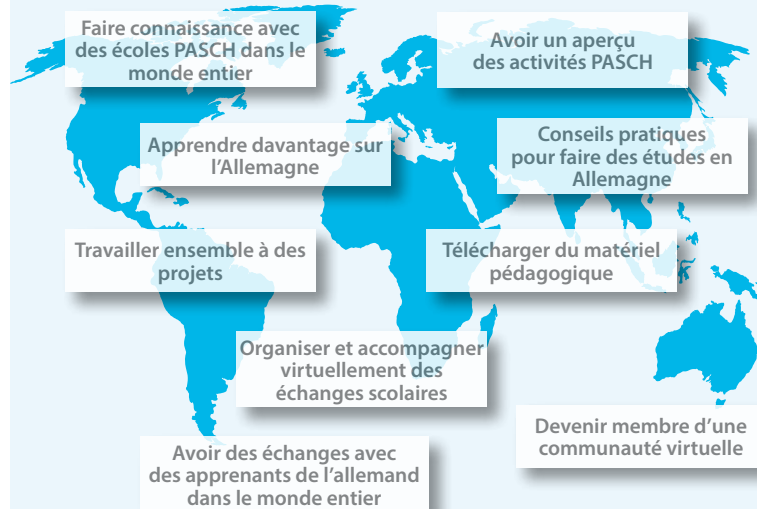 Faire connaissance avec
des écoles PASCH dans le
monde entier
Avoir un aperçu
des activités PASCH
Apprendre davantage sur
l'Allemagne
Conseils pratiques
pour faire des études en
Allemagne
Travailler ensemble à des
projets
Télécharger du matériel
pédagogique
Organiser et accompagner
virtuellement des
échanges scolaires
Devenir membre d'une
communauté virtuelle
Avoir des échanges avec
des apprenants de l'allemand
dans le monde entier